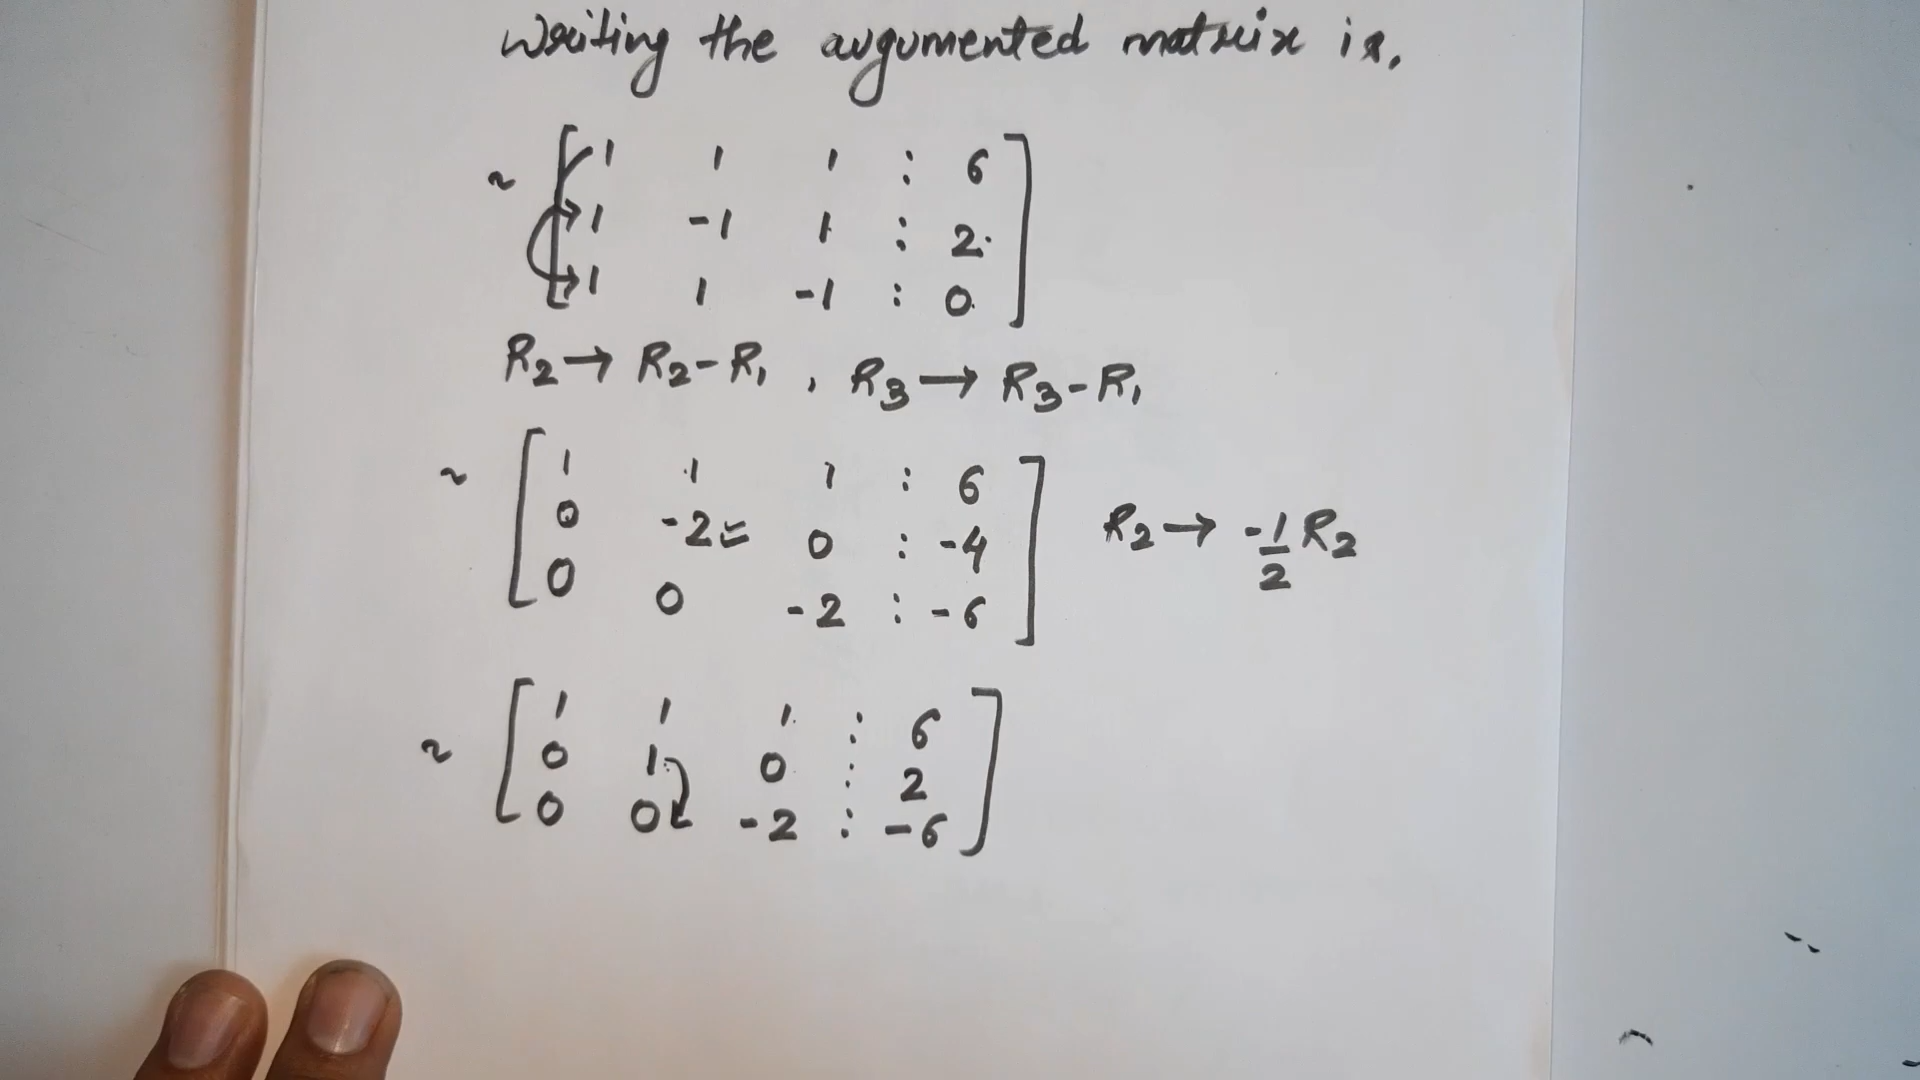 writing the augumented matrix is.
~ [ 1 1 1 : 6
1 -1 1 : 2
1 1 -1 : 0 ]
R₂ → R₂ - R₁ , R₃ → R₃ - R₁
~ [ 1 1 1 : 6
0 -2 0 : -4
0 0 -2 : -6 ]
R₂ → -1/2 R₂
~ [ 1 1 1 : 6
0 1 0 : 2
0 0 -2 : -6 ]